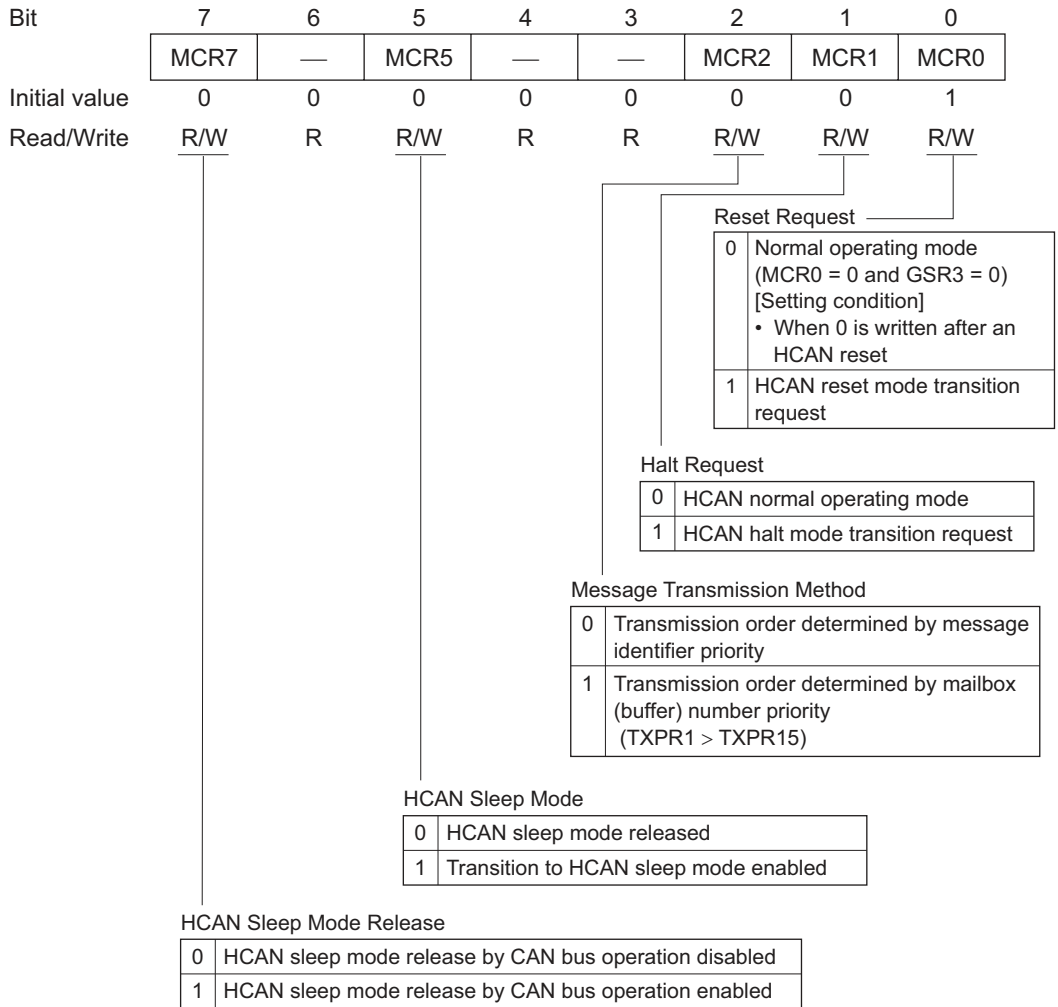 Bit 7 6 5 4 3 2 1 0
MCR7 — MCR5 — — MCR2 MCR1 MCR0
Initial value 0 0 0 0 0 0 0 1
Read/Write R/W R R/W R R R/W R/W R/W
Reset Request
0 Normal operating mode
(MCR0 = 0 and GSR3 = 0)
[Setting condition]
• When 0 is written after an
HCAN reset
1 HCAN reset mode transition
request
Halt Request
0 HCAN normal operating mode
1 HCAN halt mode transition request
Message Transmission Method
0 Transmission order determined by message
identifier priority
1 Transmission order determined by mailbox
(buffer) number priority
(TXPR1 > TXPR15)
HCAN Sleep Mode
0 HCAN sleep mode released
1 Transition to HCAN sleep mode enabled
HCAN Sleep Mode Release
0 HCAN sleep mode release by CAN bus operation disabled
1 HCAN sleep mode release by CAN bus operation enabled